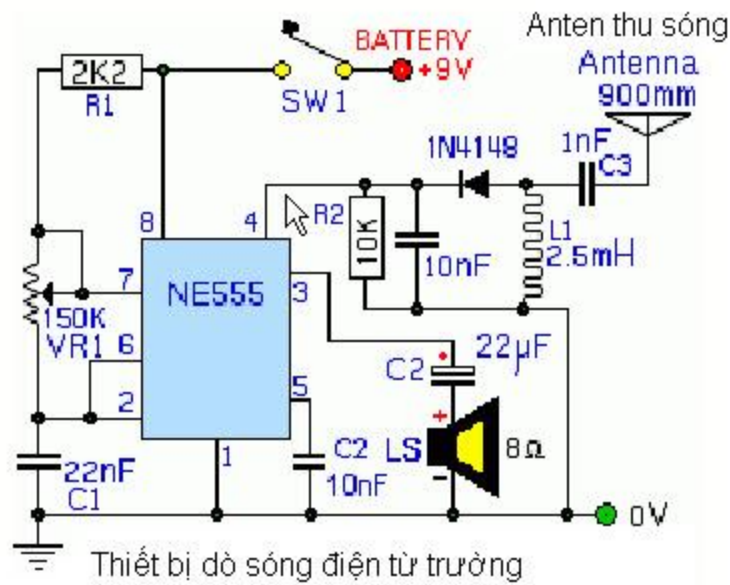 Anten thu sóng
BATTERY
+9V
Antenna
900mm
2K2
R1
SW1
1N4148
1nF
C3
8
4
R2
10K
10nF
L1
2.5mH
7
NE555
3
150K
VR1
6
22µF
C2
2
5
+
1
C2
LS
8Ω
22nF
10nF
-
C1
0V
Thiết bị dò sóng điện từ trường